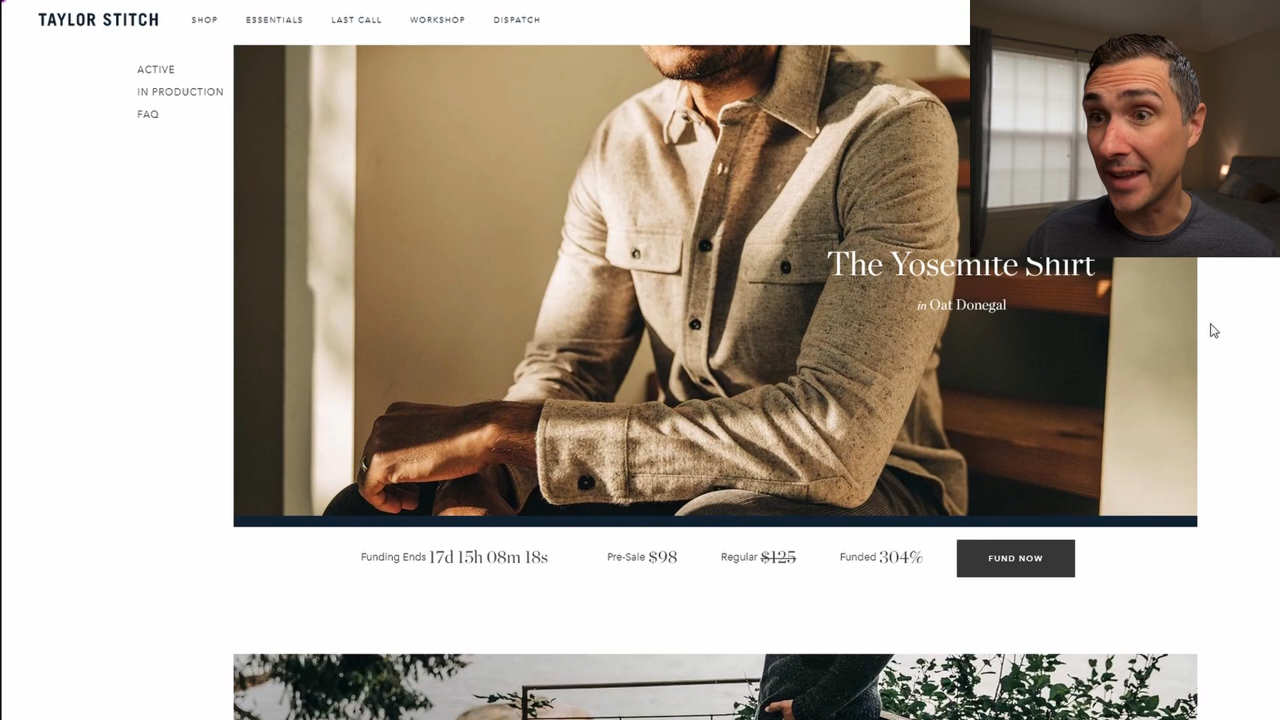 TAYLOR STITCH SHOP ESSENTIALS LAST CALL WORKSHOP DISPATCH
ACTIVE
IN PRODUCTION
FAQ
The Yosemite Shirt
in Oat Donegal
Funding Ends 17d 15h 08m 18s Pre-Sale $98 Regular $125 Funded 304% FUND NOW